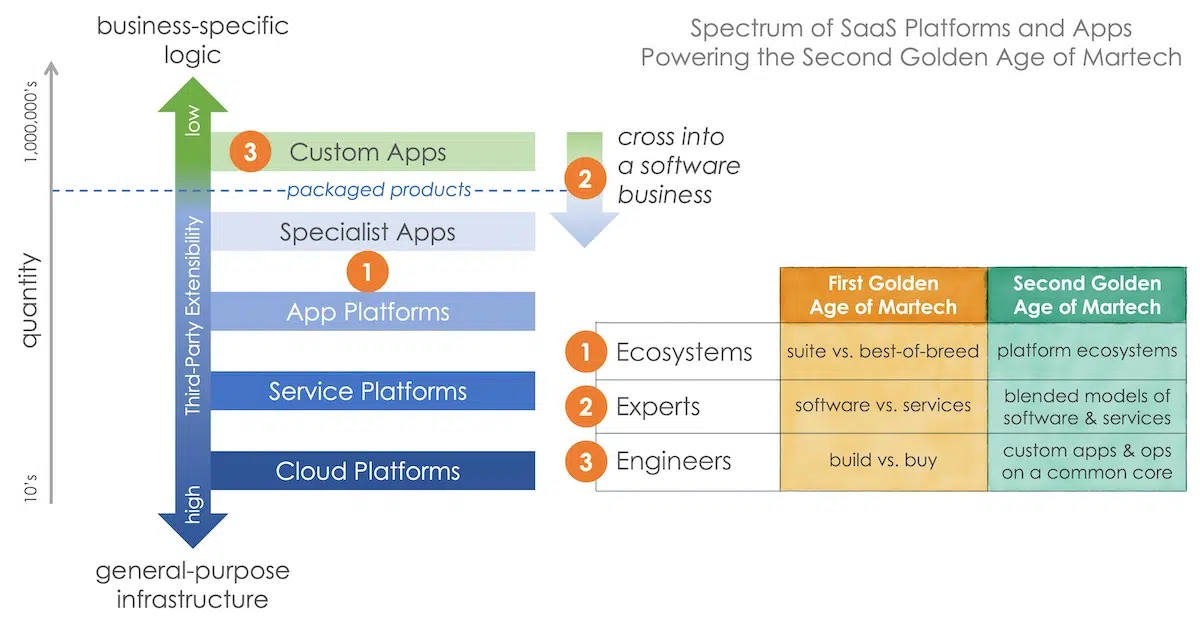 Spectrum of SaaS Platforms and Apps
Powering the Second Golden Age of Martech
business-specific
logic
quantity
1,000,000's
10's
low
Third-Party Extensibility
high
3 Custom Apps
packaged products
Specialist Apps
1
App Platforms
Service Platforms
Cloud Platforms
general-purpose
infrastructure
2
cross into
a software
business
First Golden
Age of Martech
Second Golden
Age of Martech
1 Ecosystems
suite vs. best-of-breed
platform ecosystems
2 Experts
software vs. services
blended models of
software & services
3 Engineers
build vs. buy
custom apps & ops
on a common core